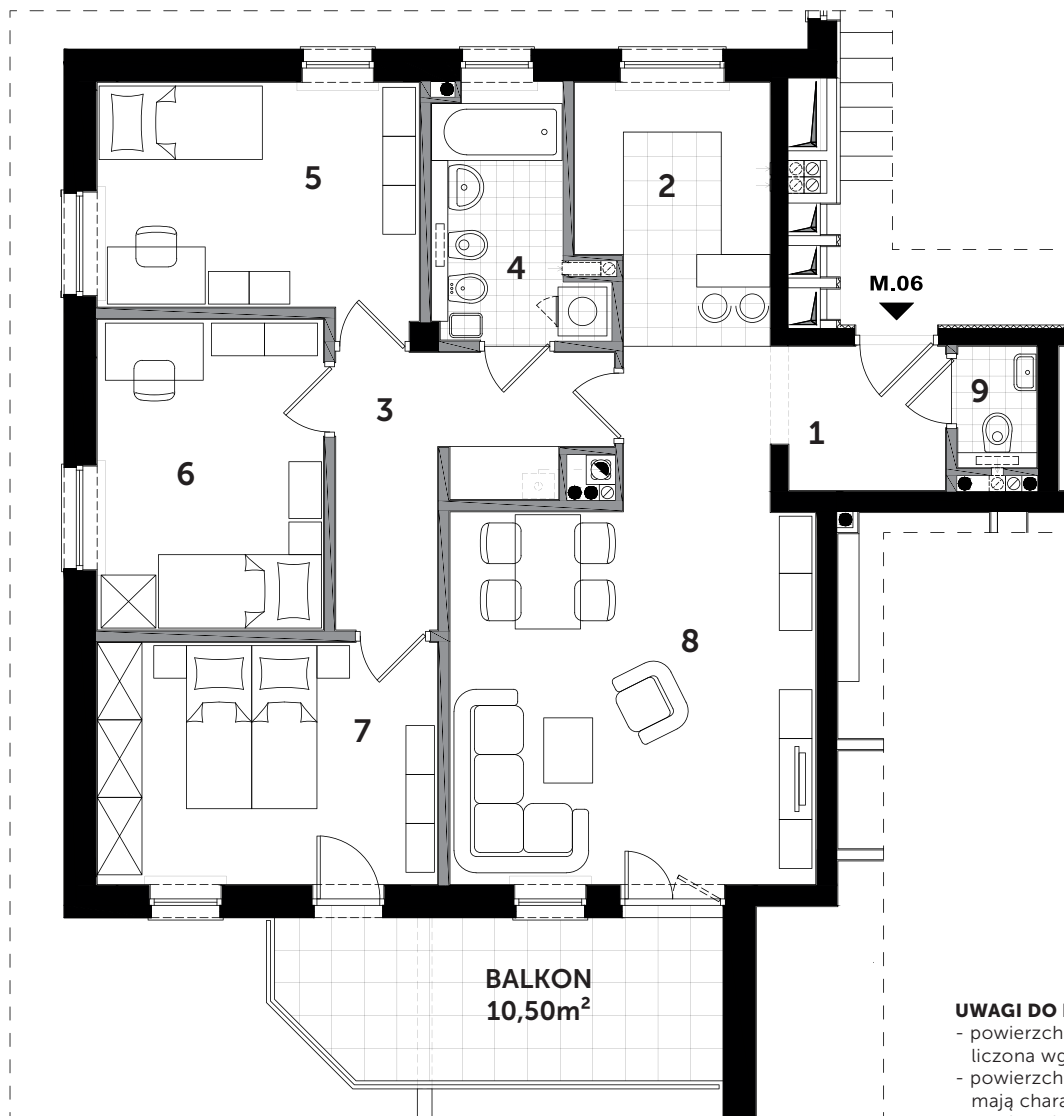 5
2
4
M.06
9
3
1
6
8
7
BALKON
10,50m²
UWAGI DO
- powierzch
liczona wg
- powierzch
mają chara